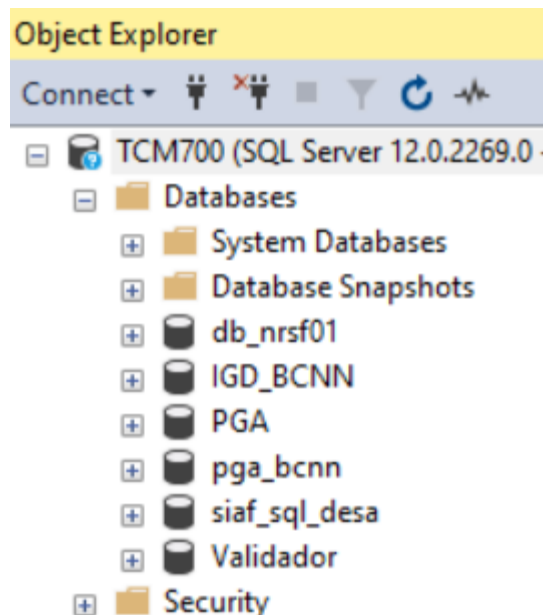 Object Explorer
Connect
TCM700 (SQL Server 12.0.2269.0 -
Databases
System Databases
Database Snapshots
db_nrsf01
IGD_BCNN
PGA
pga_bcnn
siaf_sql_desa
Validador
Security